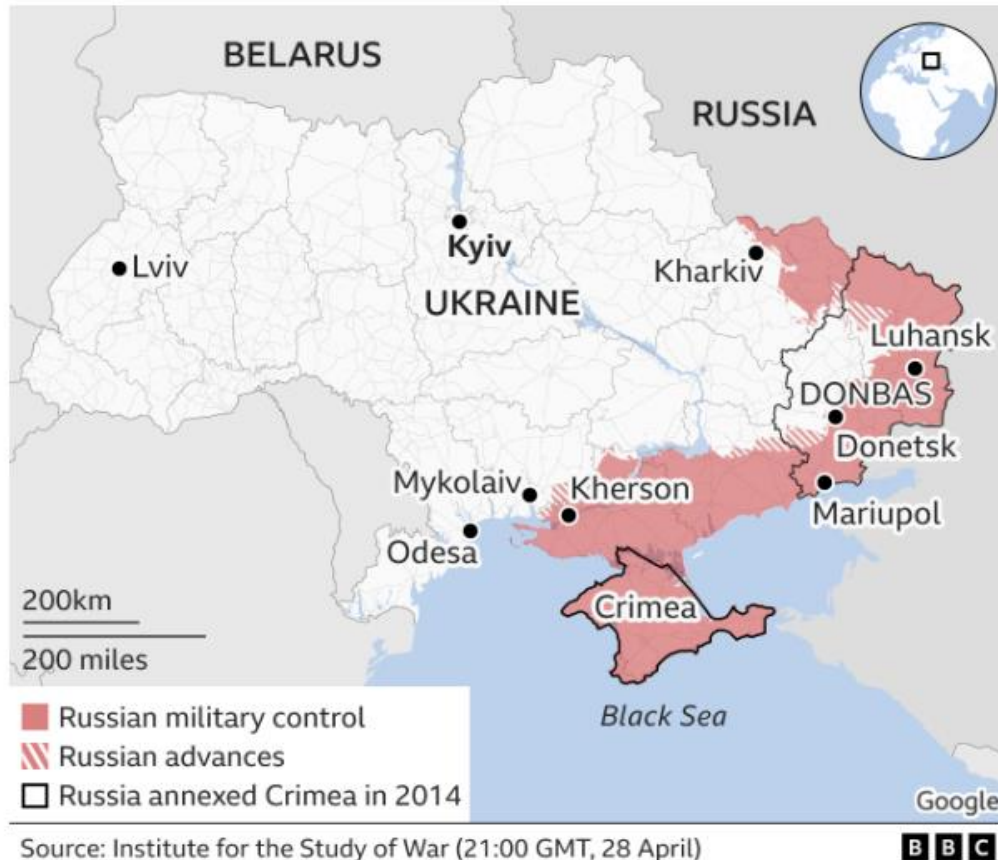 BELARUS
RUSSIA
Kyiv
Lviv
Kharkiv
UKRAINE
Luhansk
DONBAS
Donetsk
Mykolaiv
Kherson
Mariupol
Odesa
200km
Crimea
200 miles
Russian military control
Black Sea
Russian advances
Russia annexed Crimea in 2014
Google
Source: Institute for the Study of War (21:00 GMT, 28 April)
BBC